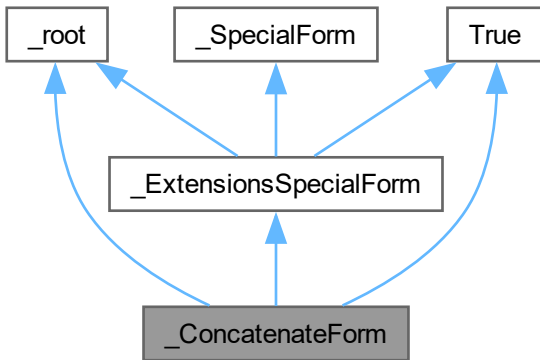 _root
_SpecialForm
True
_ExtensionsSpecialForm
_ConcatenateForm